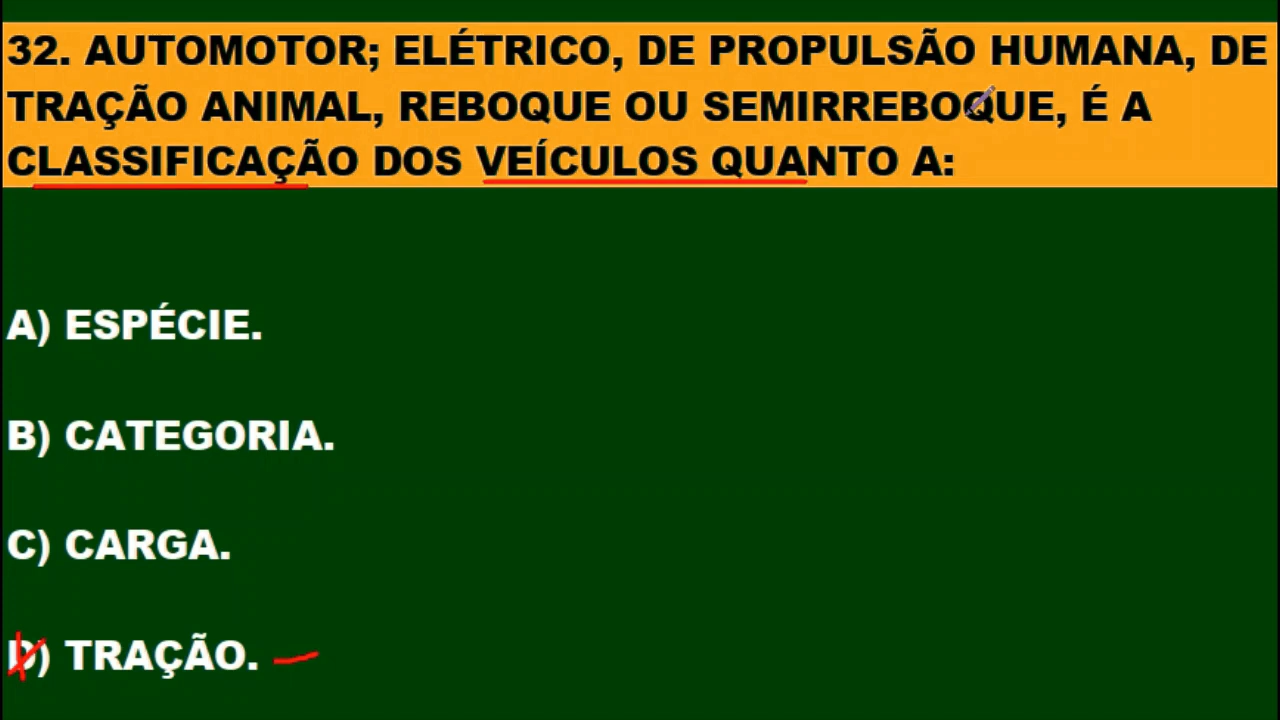 32. AUTOMOTOR; ELÉTRICO, DE PROPULSÃO HUMANA, DE
TRAÇÃO ANIMAL, REBOQUE OU SEMIRREBOQUE, É A
CLASSIFICAÇÃO DOS VEÍCULOS QUANTO A:
A) ESPÉCIE.
B) CATEGORIA.
C) CARGA.
D) TRAÇÃO.